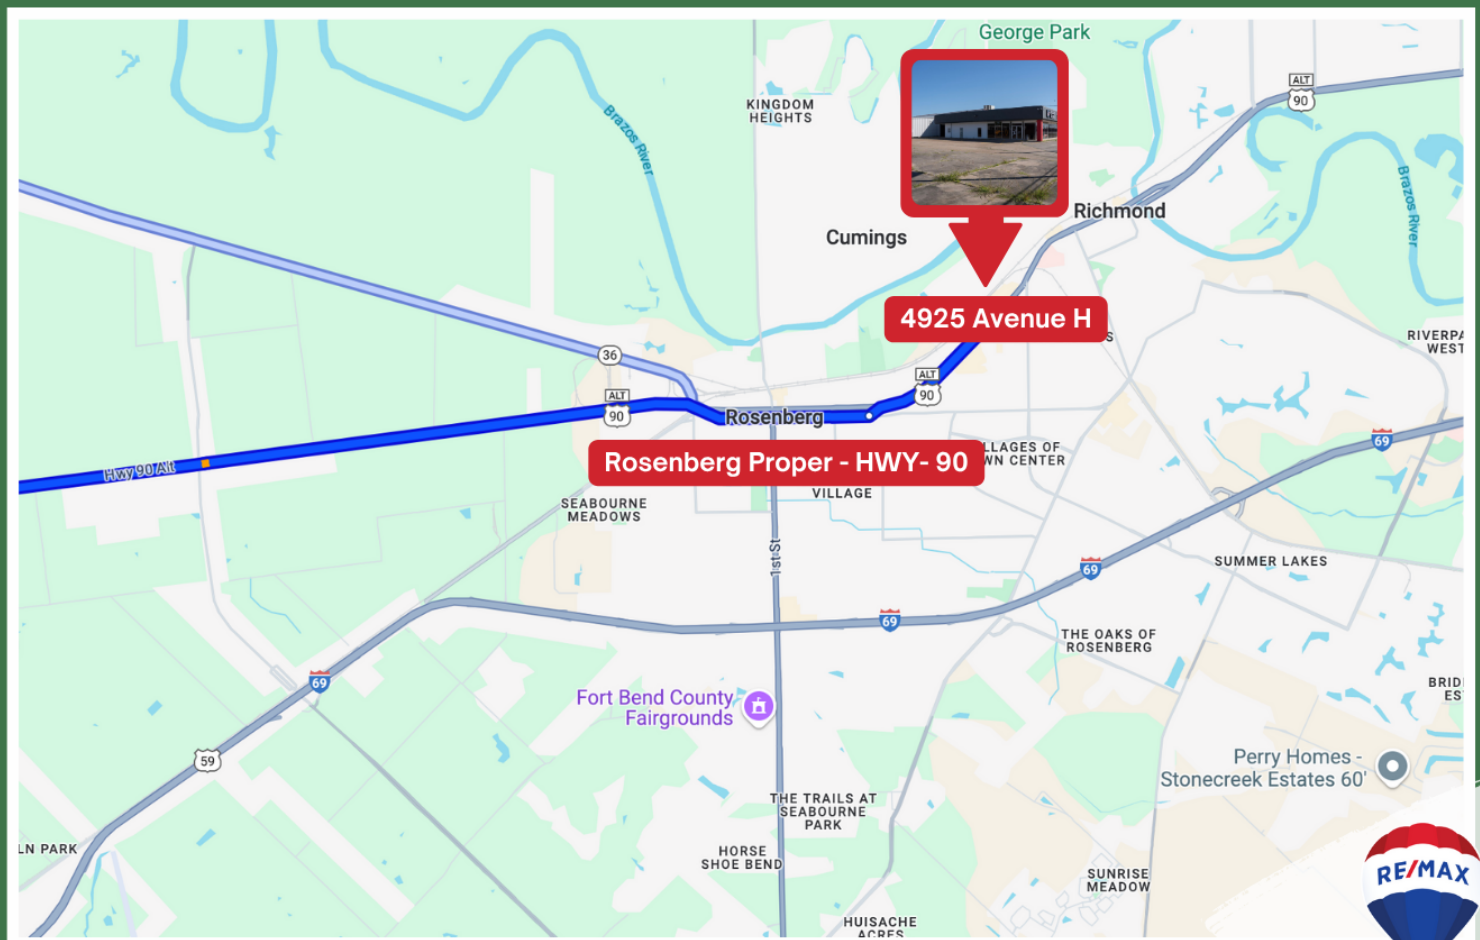 George Park
ALT
90
KINGDOM
HEIGHTS
Brazos River
Brazos River
Richmond
Cumings
4925 Avenue H
S
RIVERPA
WEST
36
ALT
90
ALT
90
Rosenberg
Hwy 90 Alt
69
Rosenberg Proper - HWY- 90
LLAGES OF
WN CENTER
VILLAGE
SEABOURNE
MEADOWS
1st St
69
SUMMER LAKES
69
THE OAKS OF
ROSENBERG
69
Fort Bend County
Fairgrounds
BRID
ES
59
Perry Homes -
Stonecreek Estates 60'
THE TRAILS AT
SEABOURNE
PARK
LN PARK
HORSE
SHOE BEND
SUNRISE
MEADOW
RE/MAX
HUISACHE
ACRES